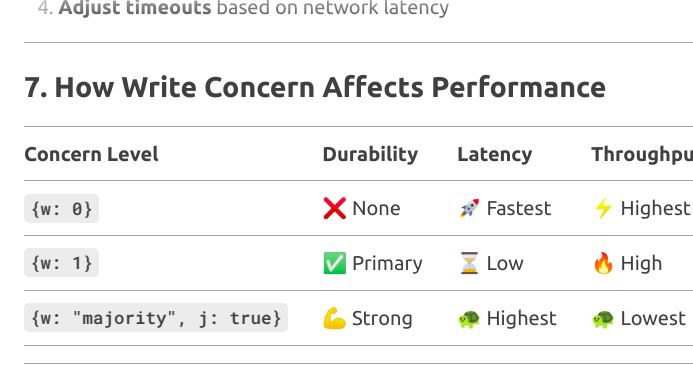 4. Adjust timeouts based on network latency
7. How Write Concern Affects Performance
Concern Level Durability Latency Throughpu
{w: 0} ❌ None 🚀 Fastest ⚡ Highest
{w: 1} ✅ Primary ⏳ Low 🔥 High
{w: "majority", j: true} 💪 Strong 🐢 Highest 🐢 Lowest